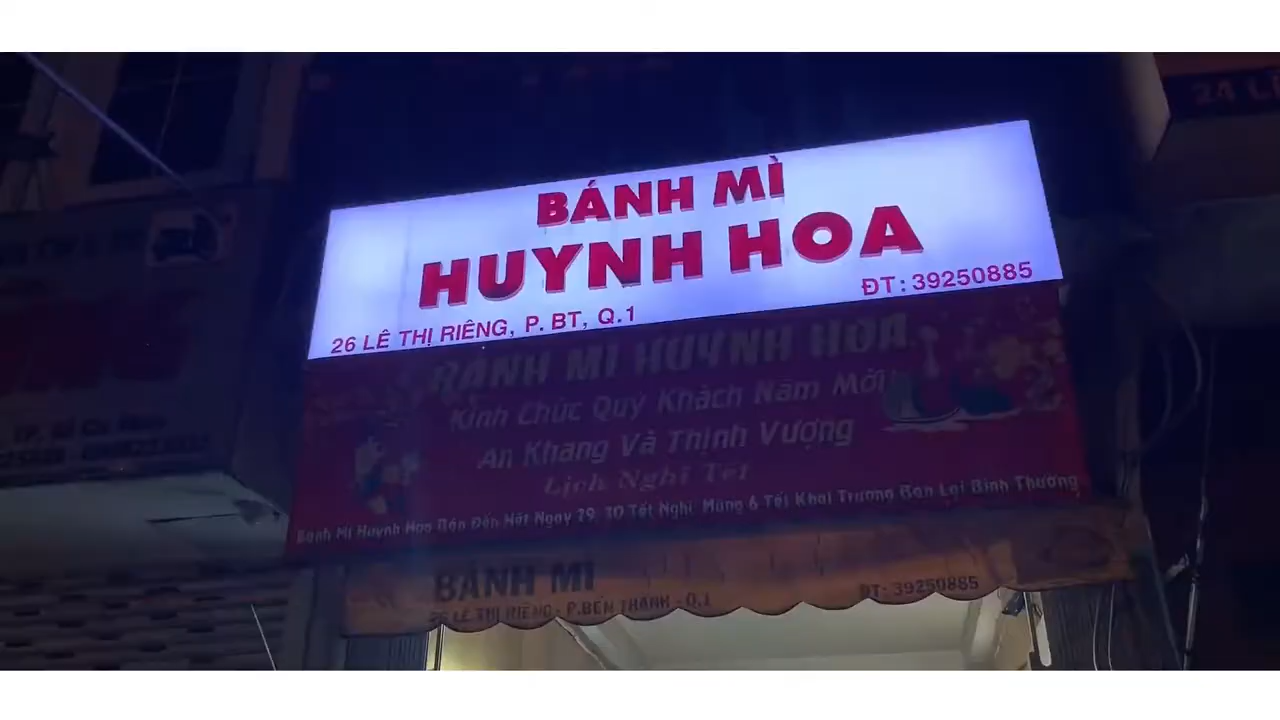 BÁNH MÌ
HUYNH HOA
ĐT: 39250885
26 LÊ THỊ RIÊNG, P. BT, Q.1
24 L
BÁNH MÌ HUYNH HOA
Kính Chúc Quý Khách Năm Mới
An Khang Và Thịnh Vượng
Lịch Nghỉ Tết
Bánh Mì Huynh Hoa Bán Đến Hết Ngày 29, 30 Tết Nghỉ, Mùng 6 Tết Khai Trương Bán Lại Bình Thường
BÁNH MÌ
26 LÊ THỊ RIÊNG - P.BẾN THÀNH - Q.1
ĐT: 39250885